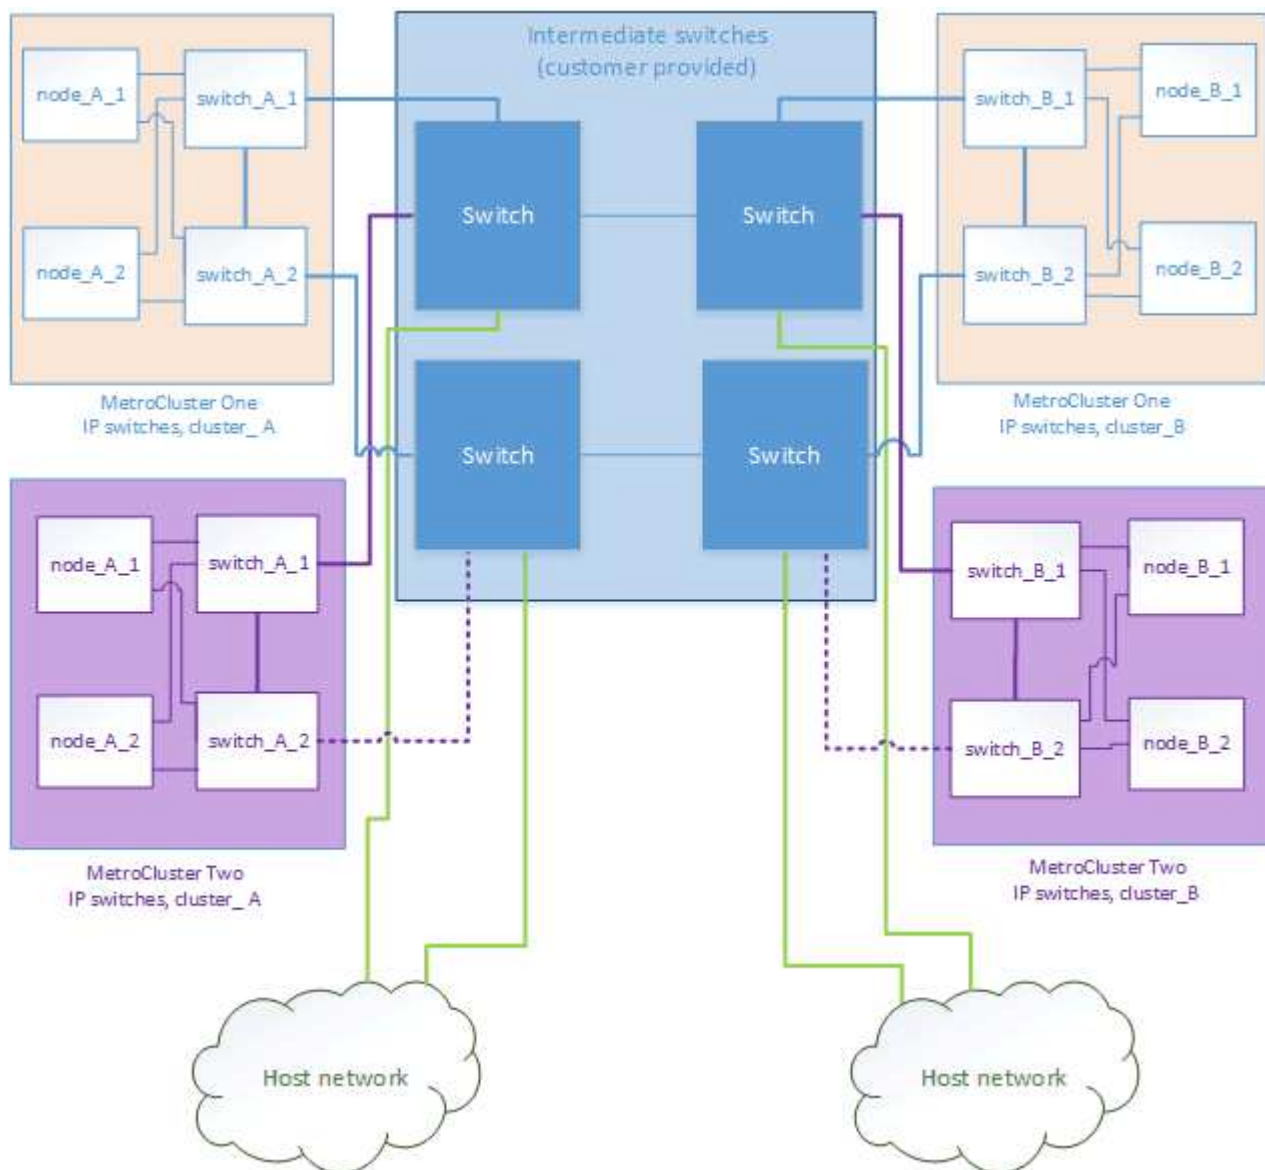 Intermediate switches
(customer provided)
node_A_1
switch_A_1
node_A_2
switch_A_2
MetroCluster One
IP switches, cluster_ A
Switch
Switch
Switch
Switch
switch_B_1
node_B_1
switch_B_2
node_B_2
MetroCluster One
IP switches, cluster_B
node_A_1
switch_A_1
node_A_2
switch_A_2
MetroCluster Two
IP switches, cluster_ A
switch_B_1
node_B_1
switch_B_2
node_B_2
MetroCluster Two
IP switches, cluster_B
Host network
Host network